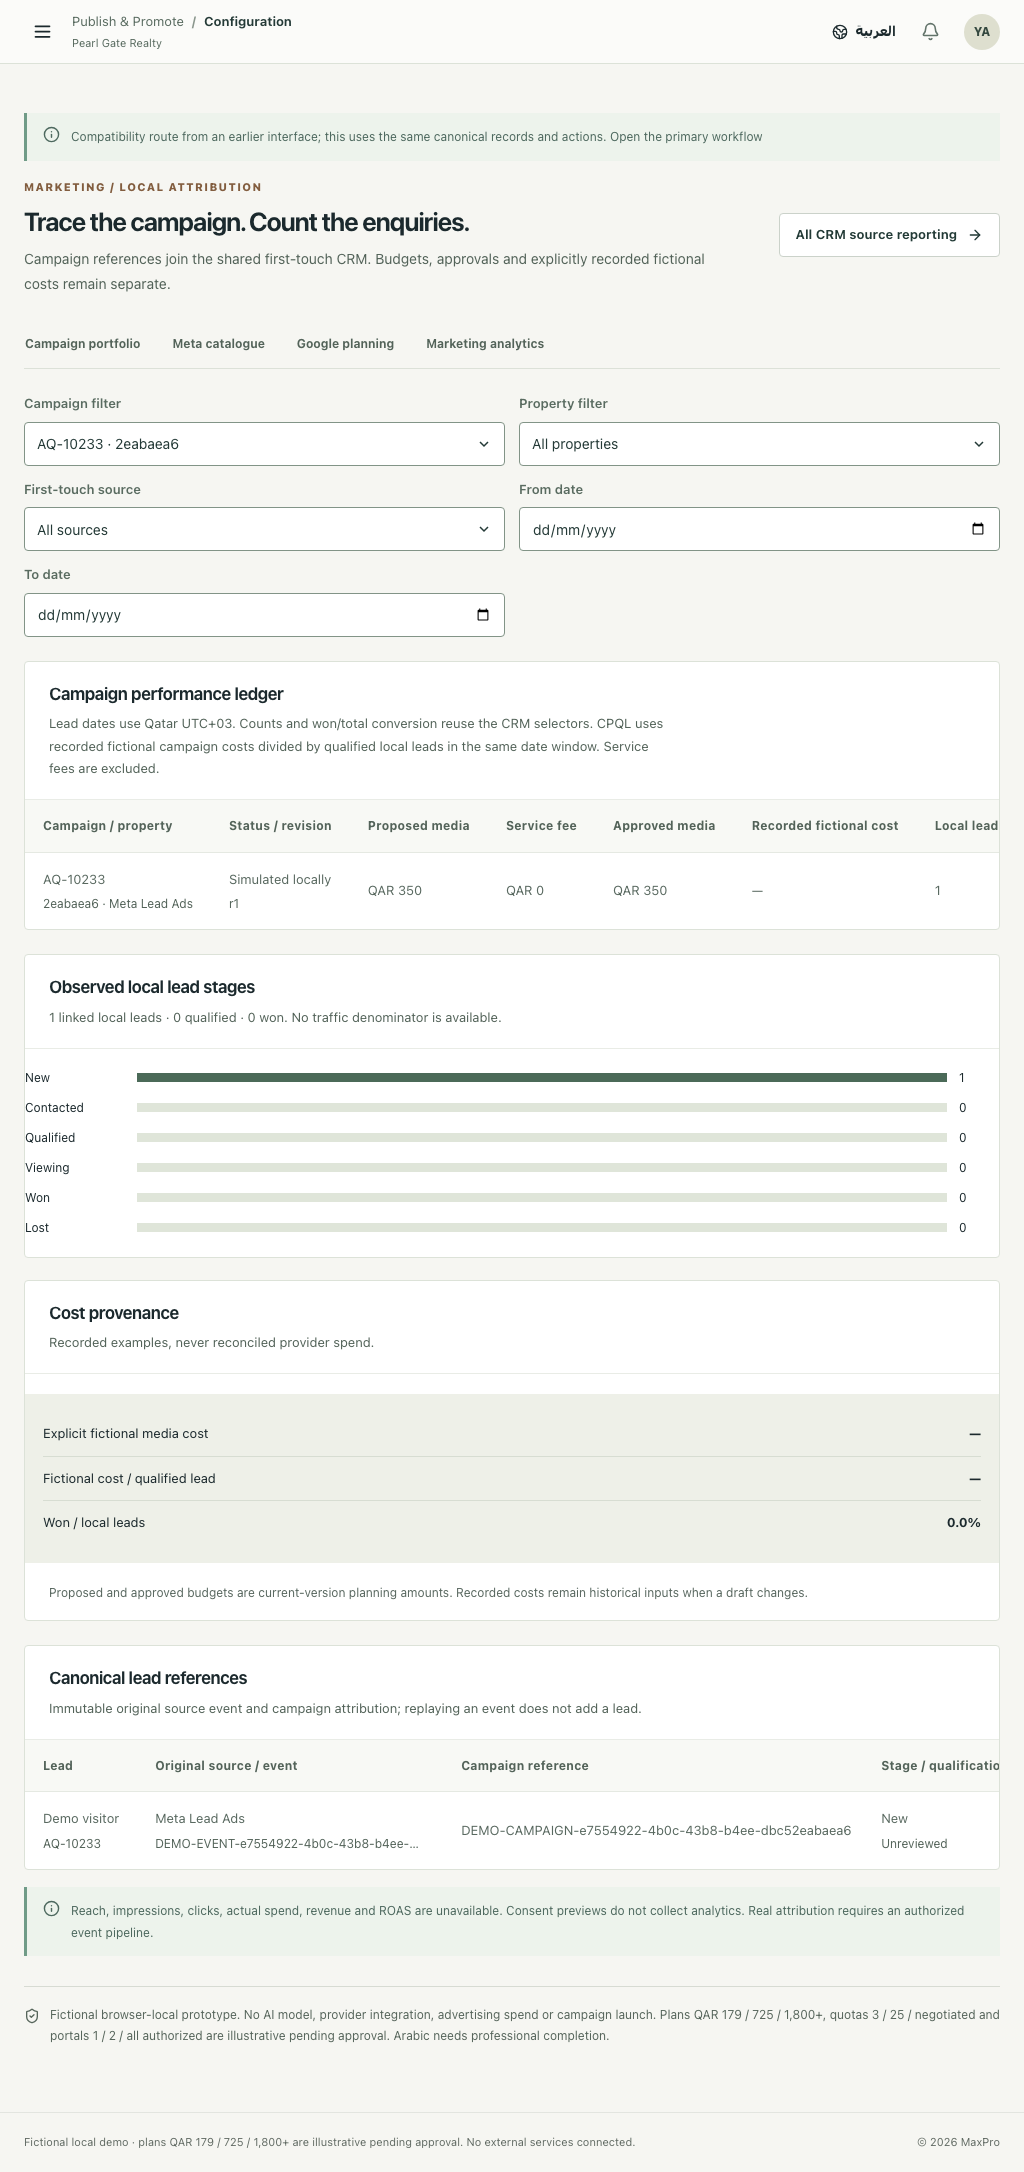 Publish & Promote / Configuration
Pearl Gate Realty
العربية
YA
Compatibility route from an earlier interface; this uses the same canonical records and actions. Open the primary workflow
MARKETING / LOCAL ATTRIBUTION
Trace the campaign. Count the enquiries.
All CRM source reporting
Campaign references join the shared first-touch CRM. Budgets, approvals and explicitly recorded fictional
costs remain separate.
Campaign portfolio Meta catalogue Google planning Marketing analytics
Campaign filter Property filter
AQ-10233 · 2eabaea6 All properties
First-touch source From date
All sources dd/mm/yyyy
To date
dd/mm/yyyy
Campaign performance ledger
Lead dates use Qatar UTC+03. Counts and won/total conversion reuse the CRM selectors. CPQL uses
recorded fictional campaign costs divided by qualified local leads in the same date window. Service
fees are excluded.
Campaign / property Status / revision Proposed media Service fee Approved media Recorded fictional cost Local lead
AQ-10233 Simulated locally
QAR 350 QAR 0 QAR 350 — 1
2eabaea6 · Meta Lead Ads r1
Observed local lead stages
1 linked local leads · 0 qualified · 0 won. No traffic denominator is available.
New 1
Contacted 0
Qualified 0
Viewing 0
Won 0
Lost 0
Cost provenance
Recorded examples, never reconciled provider spend.
Explicit fictional media cost —
Fictional cost / qualified lead —
Won / local leads 0.0%
Proposed and approved budgets are current-version planning amounts. Recorded costs remain historical inputs when a draft changes.
Canonical lead references
Immutable original source event and campaign attribution; replaying an event does not add a lead.
Lead Original source / event Campaign reference Stage / qualificatio
Demo visitor Meta Lead Ads New
DEMO-CAMPAIGN-e7554922-4b0c-43b8-b4ee-dbc52eabaea6
AQ-10233 DEMO-EVENT-e7554922-4b0c-43b8-b4ee-... Unreviewed
Reach, impressions, clicks, actual spend, revenue and ROAS are unavailable. Consent previews do not collect analytics. Real attribution requires an authorized
event pipeline.
Fictional browser-local prototype. No AI model, provider integration, advertising spend or campaign launch. Plans QAR 179 / 725 / 1,800+, quotas 3 / 25 / negotiated and
portals 1 / 2 / all authorized are illustrative pending approval. Arabic needs professional completion.
Fictional local demo · plans QAR 179 / 725 / 1,800+ are illustrative pending approval. No external services connected.
© 2026 MaxPro